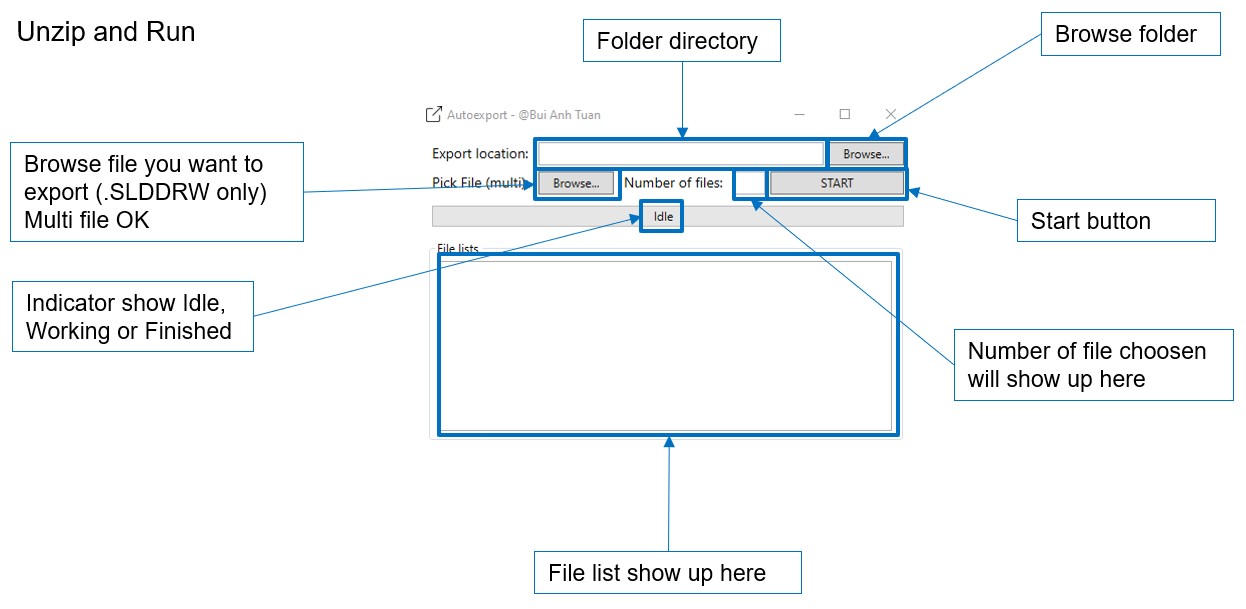 Unzip and Run
Folder directory
Browse folder
Autoexport - @Bui Anh Tuan
Export location:
Browse...
Browse file you want to
export (.SLDDRW only)
Multi file OK
Pick File (multi)
Browse...
Number of files:
START
Start button
Idle
File lists
Indicator show Idle,
Working or Finished
Number of file choosen
will show up here
File list show up here